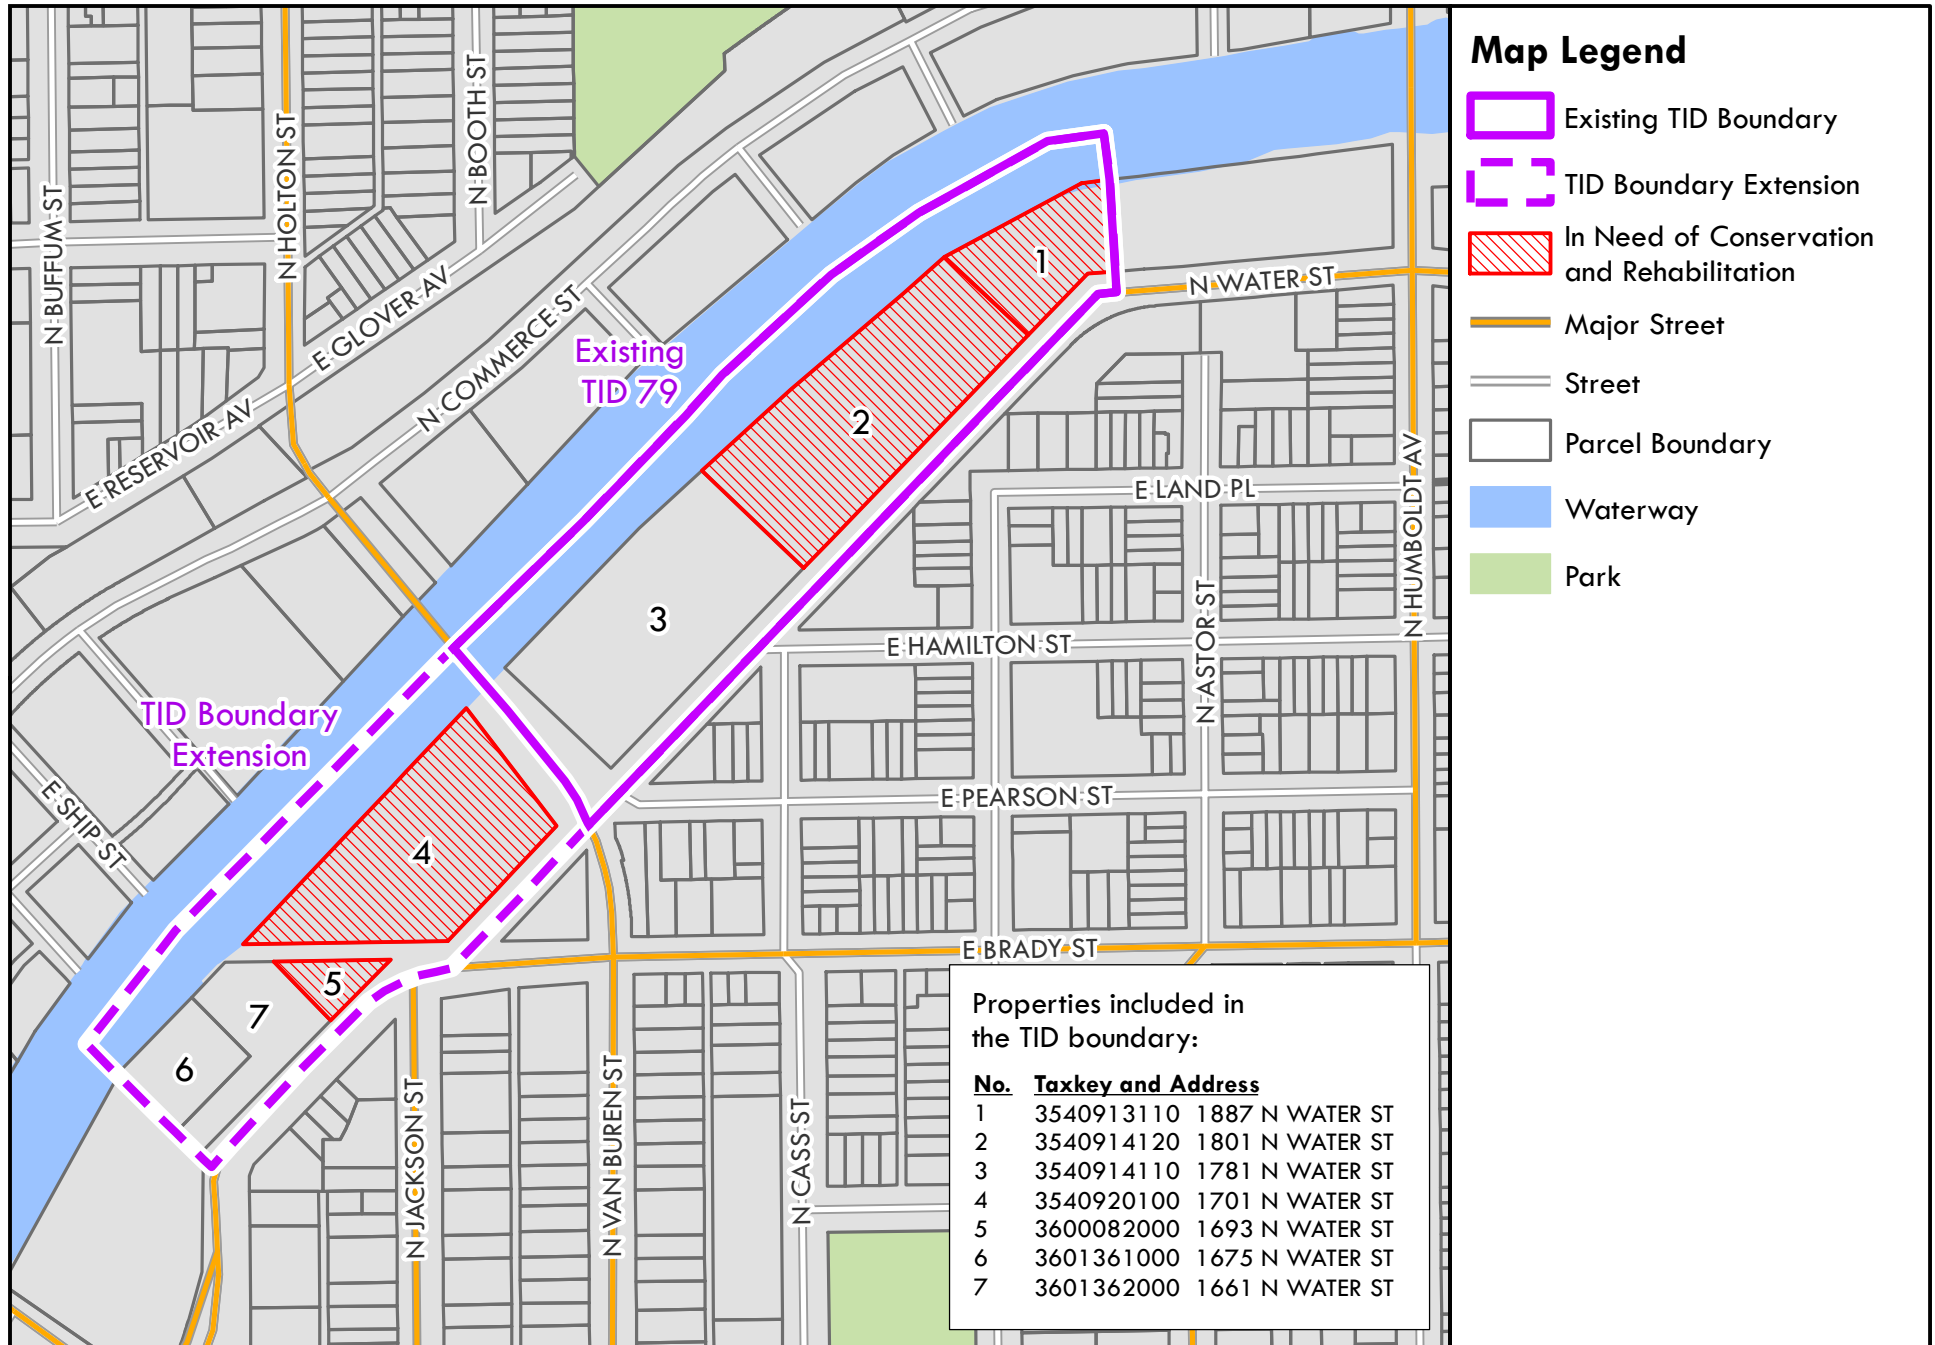 N BUFFUM ST
N HOLTON ST
N BOOTH ST
E GLOVER AV
E RESERVOIR AV
N COMMERCE ST
Existing
TID 79
N WATER ST
1
2
3
E LAND PL
N ASTOR ST
N HUMBOLDT AV
E HAMILTON ST
TID Boundary
Extension
E SHIP ST
E PEARSON ST
4
5
7
6
E BRADY ST
N JACKSON ST
N VAN BUREN ST
N CASS ST
Properties included in
the TID boundary:
No. Taxkey and Address
1 3540913110 1887 N WATER ST
2 3540914120 1801 N WATER ST
3 3540914110 1781 N WATER ST
4 3540920100 1701 N WATER ST
5 3600082000 1693 N WATER ST
6 3601361000 1675 N WATER ST
7 3601362000 1661 N WATER ST
Map Legend
Existing TID Boundary
TID Boundary Extension
In Need of Conservation
and Rehabilitation
Major Street
Street
Parcel Boundary
Waterway
Park